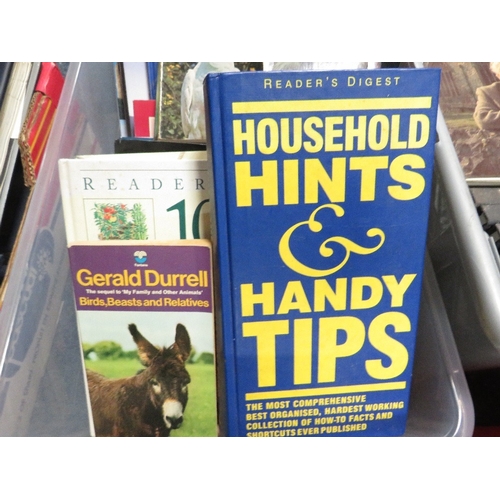 READER'S DIGEST
HOUSEHOLD
HINTS
&
HANDY
TIPS
THE MOST COMPREHENSIVE
BEST ORGANISED, HARDEST WORKING
COLLECTION OF HOW-TO FACTS AND
SHORTCUTS EVER PUBLISHED
READER
10
Gerald Durrell
The sequel to 'My Family and Other Animals'
Birds, Beasts and Relatives